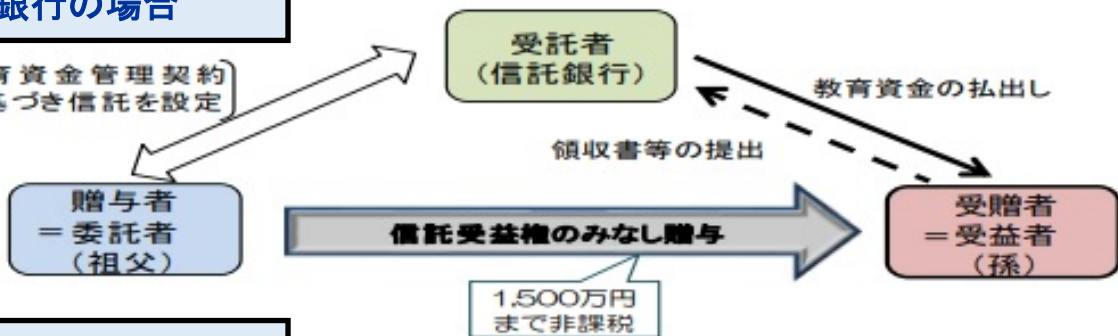 銀行の場合
受託者
（信託銀行）
育資金管理契約
基づき信託を設定
教育資金の払出し
領収書等の提出
贈与者
＝委託者
（祖父）
信託受益権のみなし贈与
受贈者
＝受益者
（孫）
1,500万円
まで非課税